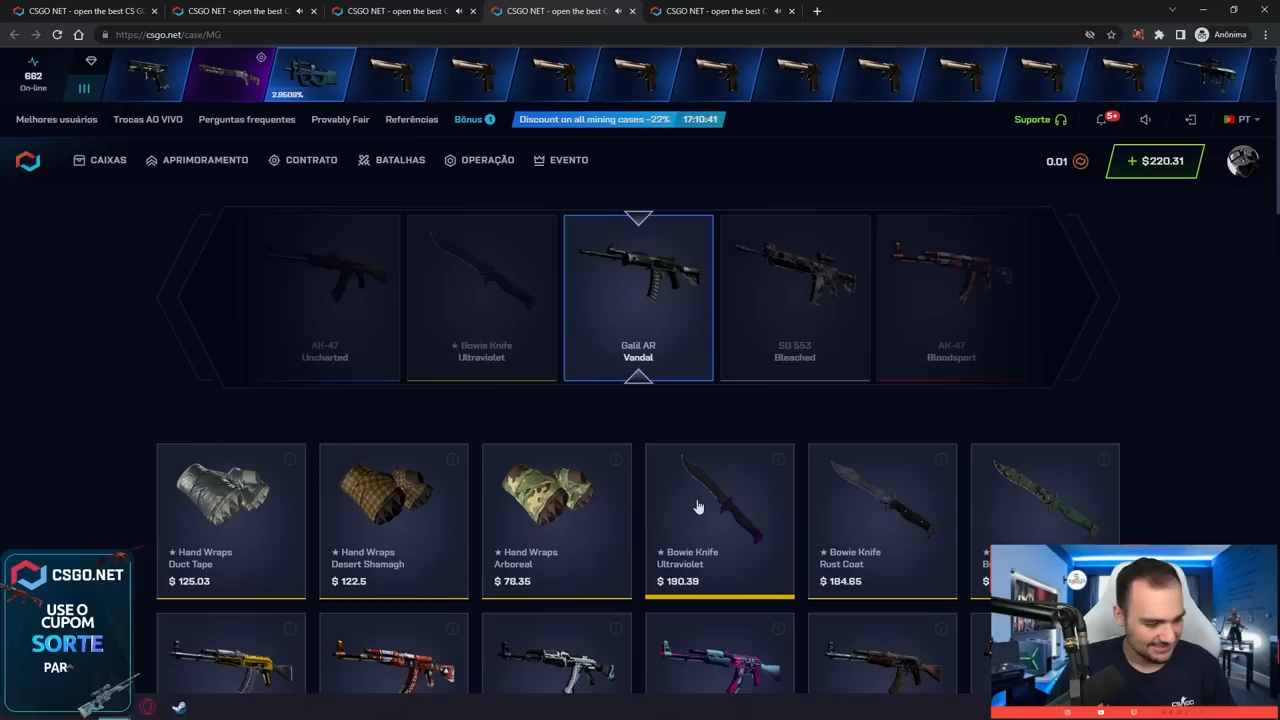 CSGO NET - open the best CS GO
CSGO NET - open the best C
CSGO NET - open the best C
CSGO NET - open the best C
CSGO NET - open the best C
https://csgo.net/case/MG
Anônima
662
On-line
2.8509%
Melhores usuários
Trocas AO VIVO
Perguntas frequentes
Provably Fair
Referências
Bônus
Discount on all mining cases −22%
17:10:41
Suporte
5+
PT
CAIXAS
APRIMORAMENTO
CONTRATO
BATALHAS
OPERAÇÃO
EVENTO
0.01
+ $220.31
AK-47
Uncharted
★ Bowie Knife
Ultraviolet
Galil AR
Vandal
SG 553
Bleached
AK-47
Bloodsport
★ Hand Wraps
Duct Tape
$ 125.03
★ Hand Wraps
Desert Shamagh
$ 122.5
★ Hand Wraps
Arboreal
$ 78.35
★ Bowie Knife
Ultraviolet
$ 190.39
★ Bowie Knife
Rust Coat
$ 184.65
CSGO.NET
USE O
CUPOM
SORTE
PAR